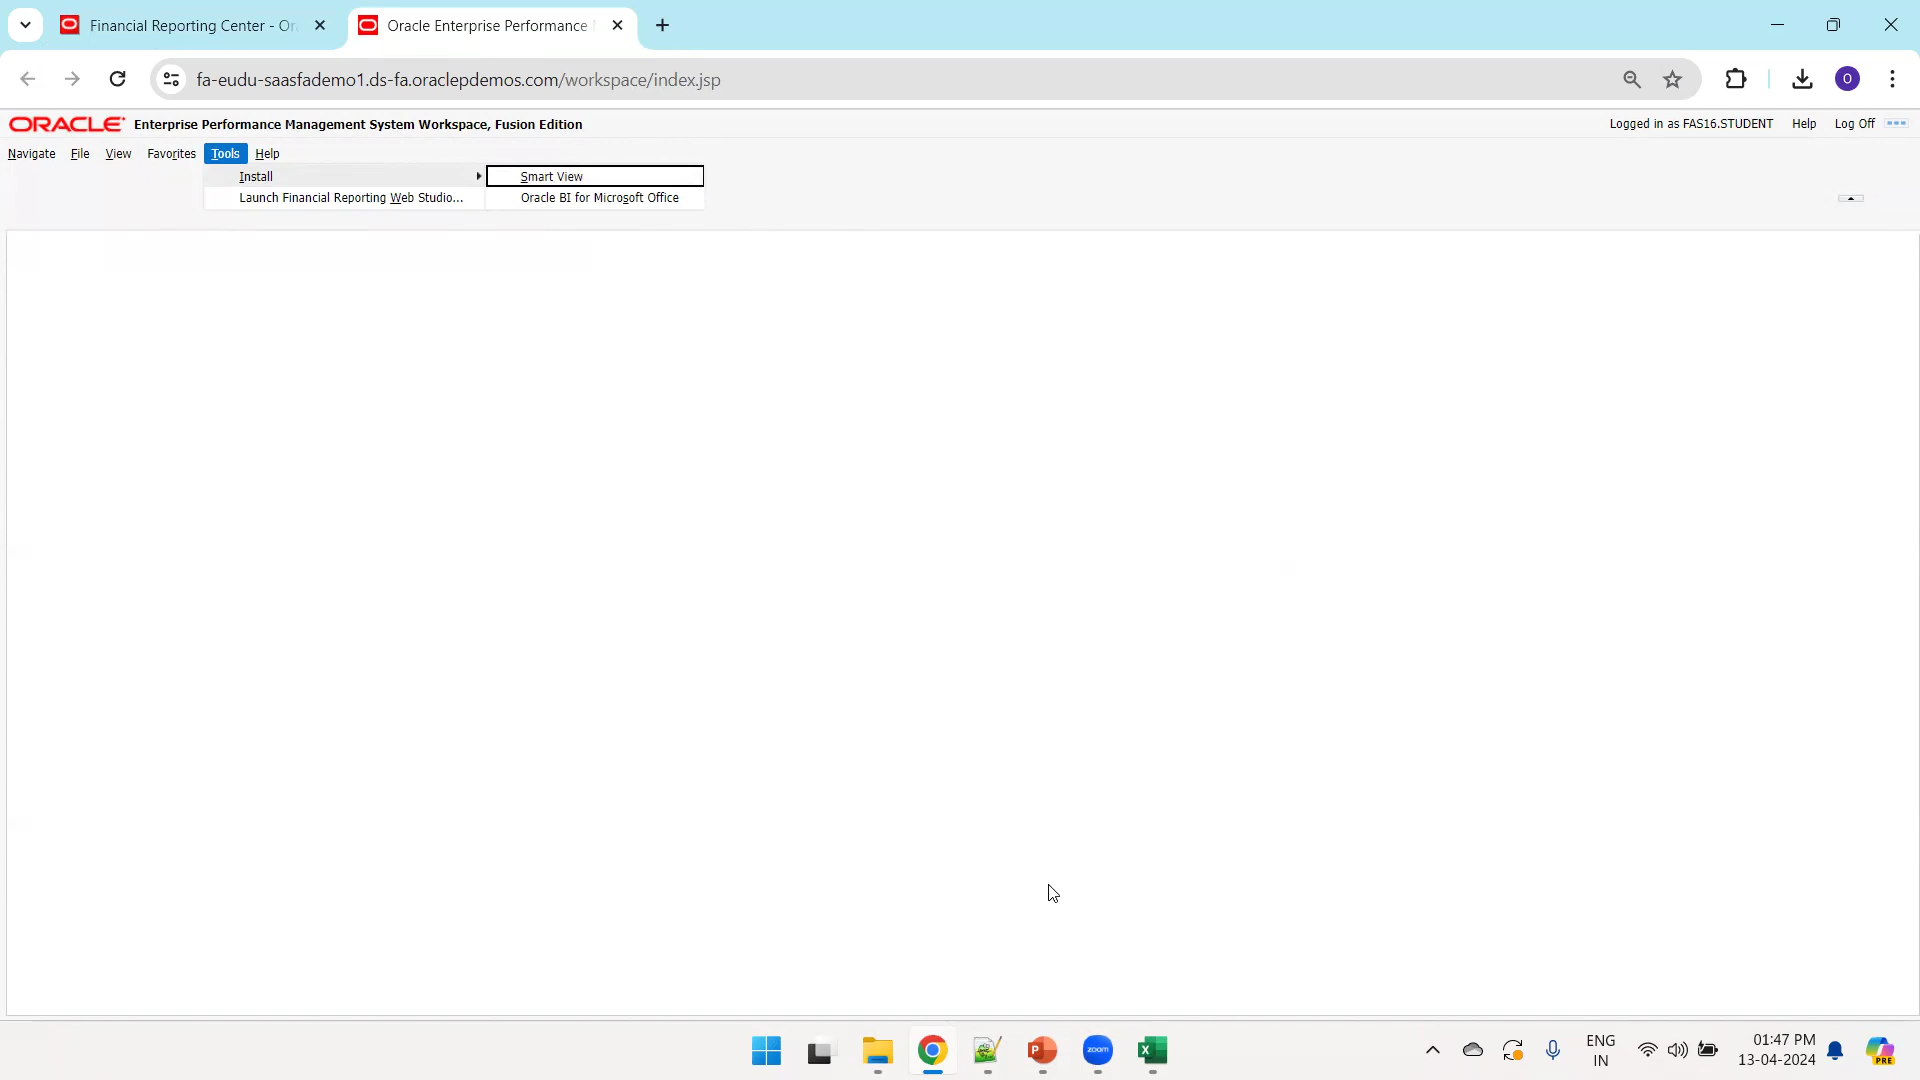 Financial Reporting Center - Or
Oracle Enterprise Performance
fa-eudu-saasfademo1.ds-fa.oraclepdemos.com/workspace/index.jsp
O
ORACLE Enterprise Performance Management System Workspace, Fusion Edition
Logged in as FAS16.STUDENT Help Log Off
Navigate File View Favorites Tools Help
Install
Smart View
Launch Financial Reporting Web Studio...
Oracle BI for Microsoft Office
P
zoom
X
ENG
IN
01:47 PM
13-04-2024
PRE